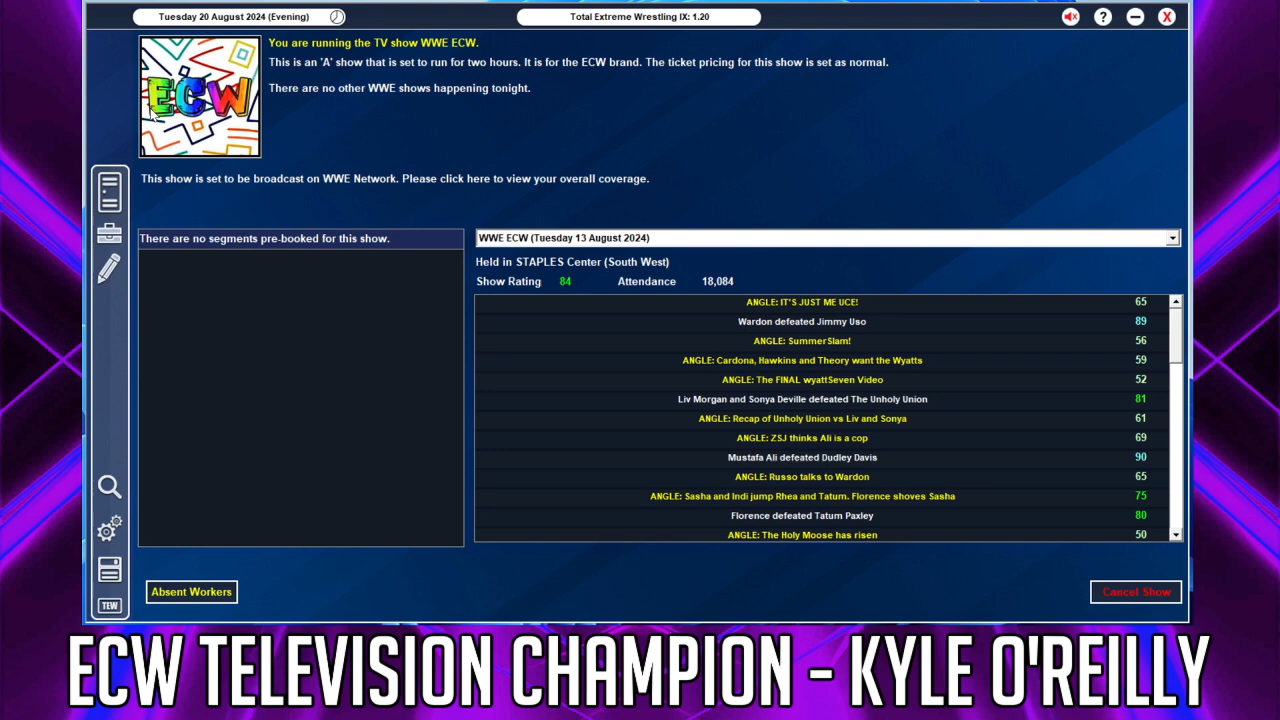 Tuesday 20 August 2024 (Evening)
Total Extreme Wrestling IX: 1.20
?
X
ECW
You are running the TV show WWE ECW.
This is an 'A' show that is set to run for two hours. It is for the ECW brand. The ticket pricing for this show is set as normal.
There are no other WWE shows happening tonight.
This show is set to be broadcast on WWE Network. Please click here to view your overall coverage.
There are no segments pre-booked for this show.
WWE ECW (Tuesday 13 August 2024)
Held in STAPLES Center (South West)
Show Rating 84 Attendance 18,084
ANGLE: IT'S JUST ME UCE! 65
Wardon defeated Jimmy Uso 89
ANGLE: SummerSlam! 56
ANGLE: Cardona, Hawkins and Theory want the Wyatts 59
ANGLE: The FINAL wyattSeven Video 52
Liv Morgan and Sonya Deville defeated The Unholy Union 81
ANGLE: Recap of Unholy Union vs Liv and Sonya 61
ANGLE: ZSJ thinks Ali is a cop 69
Mustafa Ali defeated Dudley Davis 90
ANGLE: Russo talks to Wardon 65
ANGLE: Sasha and Indi jump Rhea and Tatum. Florence shoves Sasha 75
Florence defeated Tatum Paxley 80
ANGLE: The Holy Moose has risen 50
TEW
Absent Workers
Cancel Show
ECW TELEVISION CHAMPION - KYLE O'REILLY